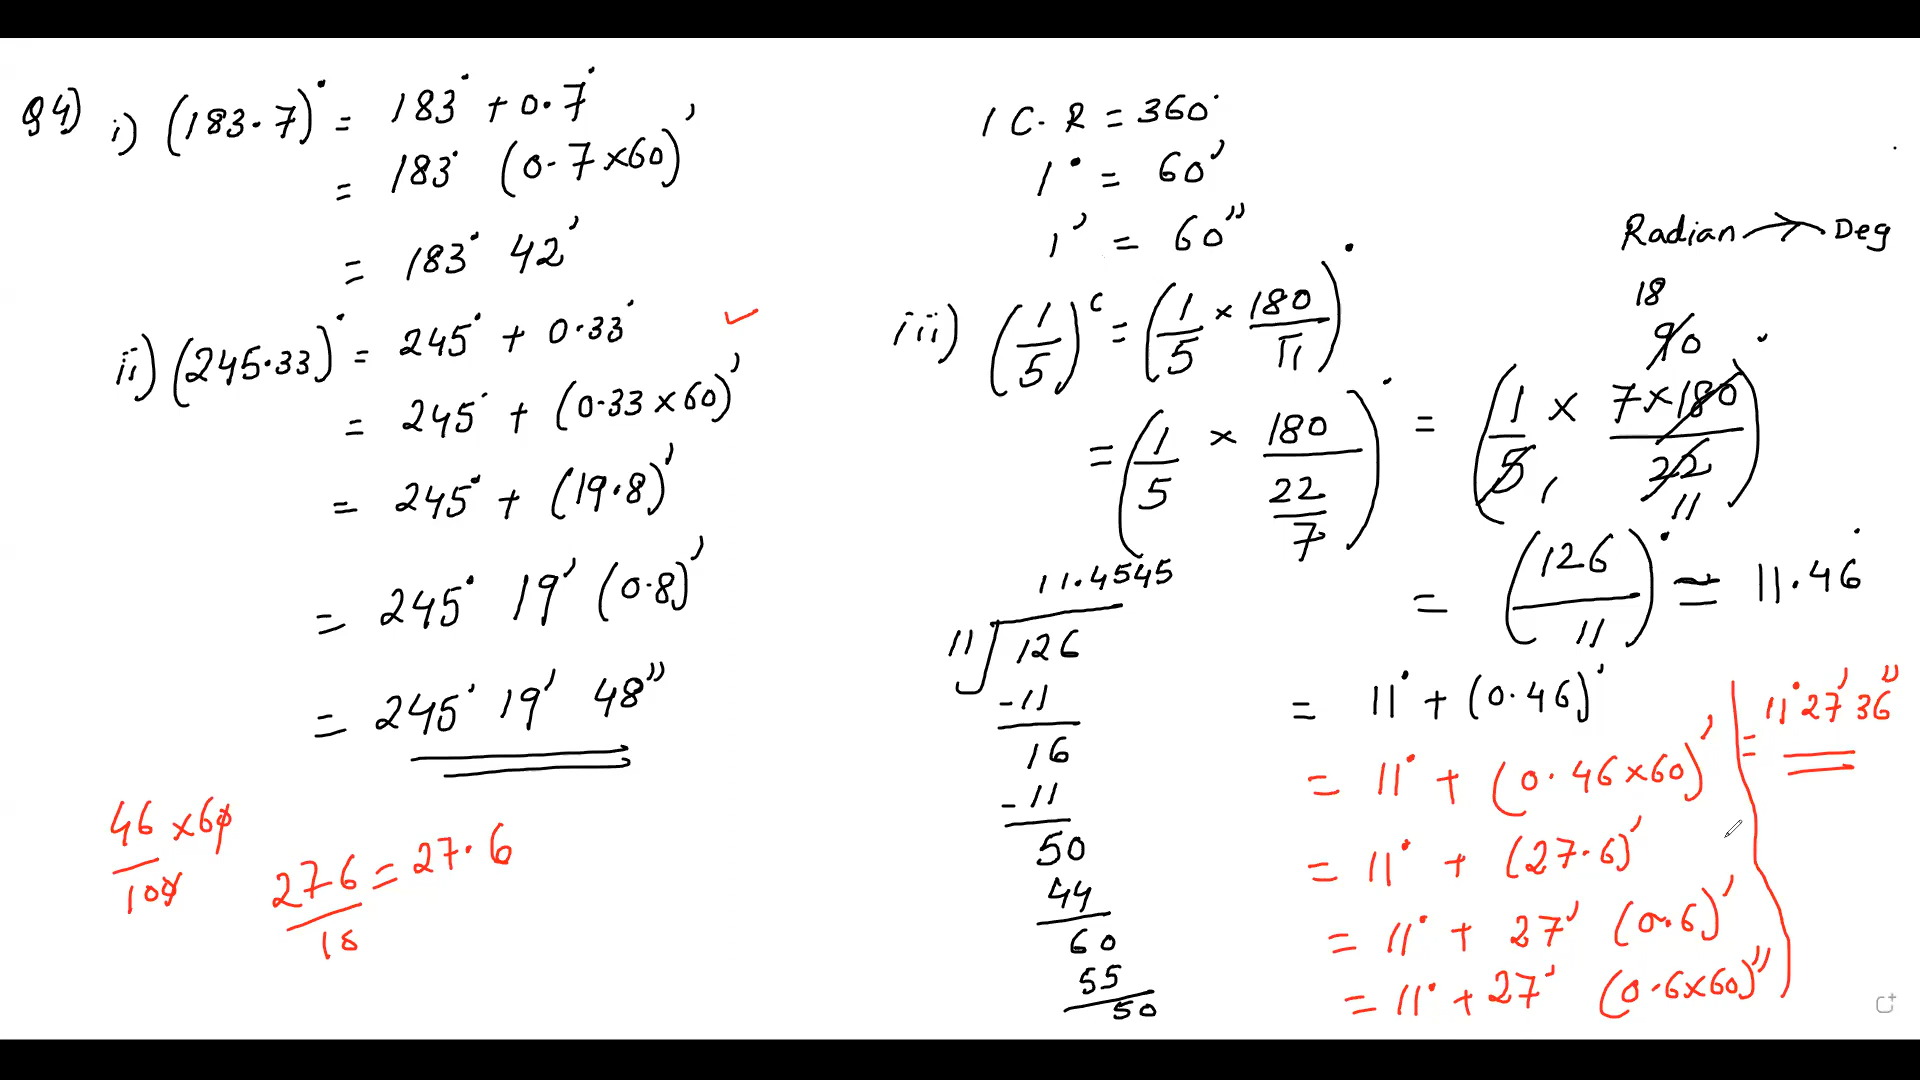 Q4) i) (183.7)° = 183° + 0.7°
= 183° (0.7×60)′
= 183° 42′
ii) (245.33)° = 245° + 0.33°
= 245° + (0.33×60)′
= 245° + (19.8)′
= 245° 19′ (0.8)′
= 245° 19′ 48″
46×60/100
276/10 = 27.6
1 C.R = 360°
1° = 60′
1′ = 60″
Radian → Deg
iii) (1/5)ᶜ = (1/5 × 180/π)°
= (1/5 × 180/(22/7))° = (1/5 × 7×180/22)°
18
90
1
11
= (126/11)° ≃ 11.46°
11.4545
11 126
-11
16
-11
50
44
60
55
50
= 11° + (0.46)′
= 11° + (0.46×60)′
= 11° + (27.6)′
= 11° + 27′ (0.6)′
= 11° + 27′ (0.6×60)″
= 11° 27′ 36″